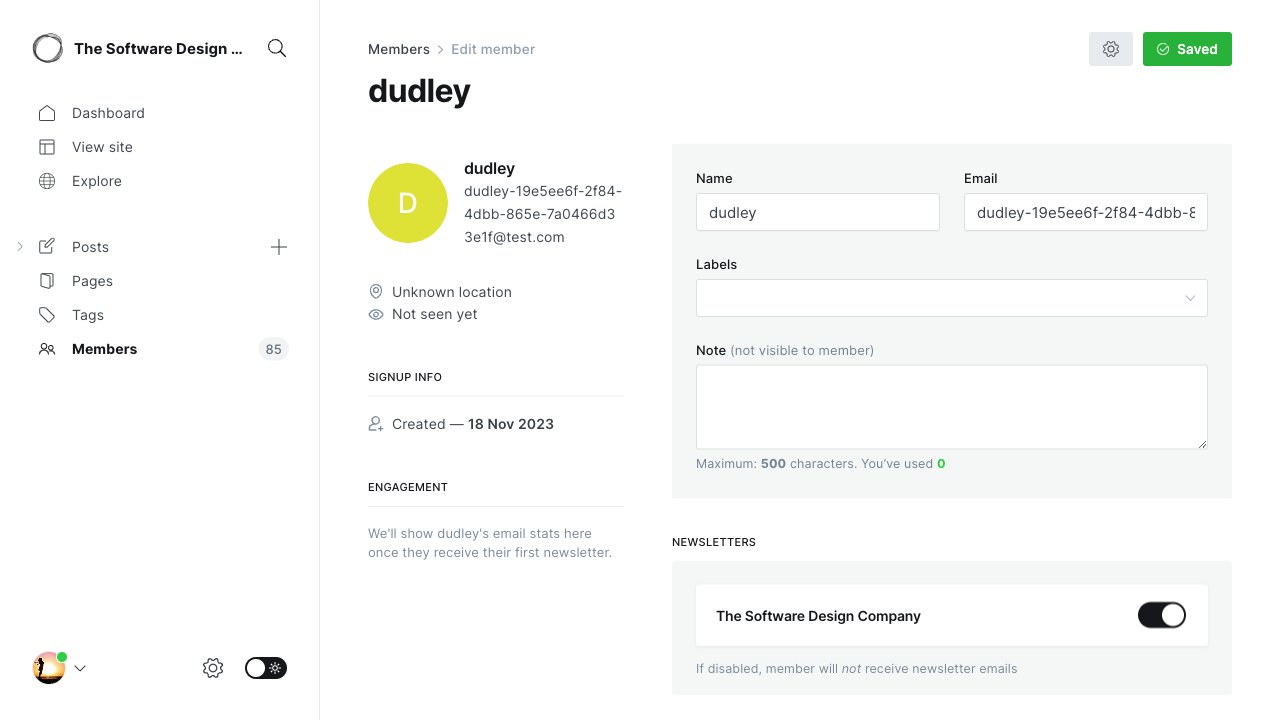 The Software Design ...
Dashboard
View site
Explore
Posts
Pages
Tags
Members
85
Members
Edit member
Saved
dudley
D
dudley
dudley-19e5ee6f-2f84-
4dbb-865e-7a0466d3
3e1f@test.com
Unknown location
Not seen yet
SIGNUP INFO
Created — 18 Nov 2023
ENGAGEMENT
We'll show dudley's email stats here
once they receive their first newsletter.
Name
Email
dudley
dudley-19e5ee6f-2f84-4dbb-8
Labels
Note (not visible to member)
Maximum: 500 characters. You've used 0
NEWSLETTERS
The Software Design Company
If disabled, member will not receive newsletter emails